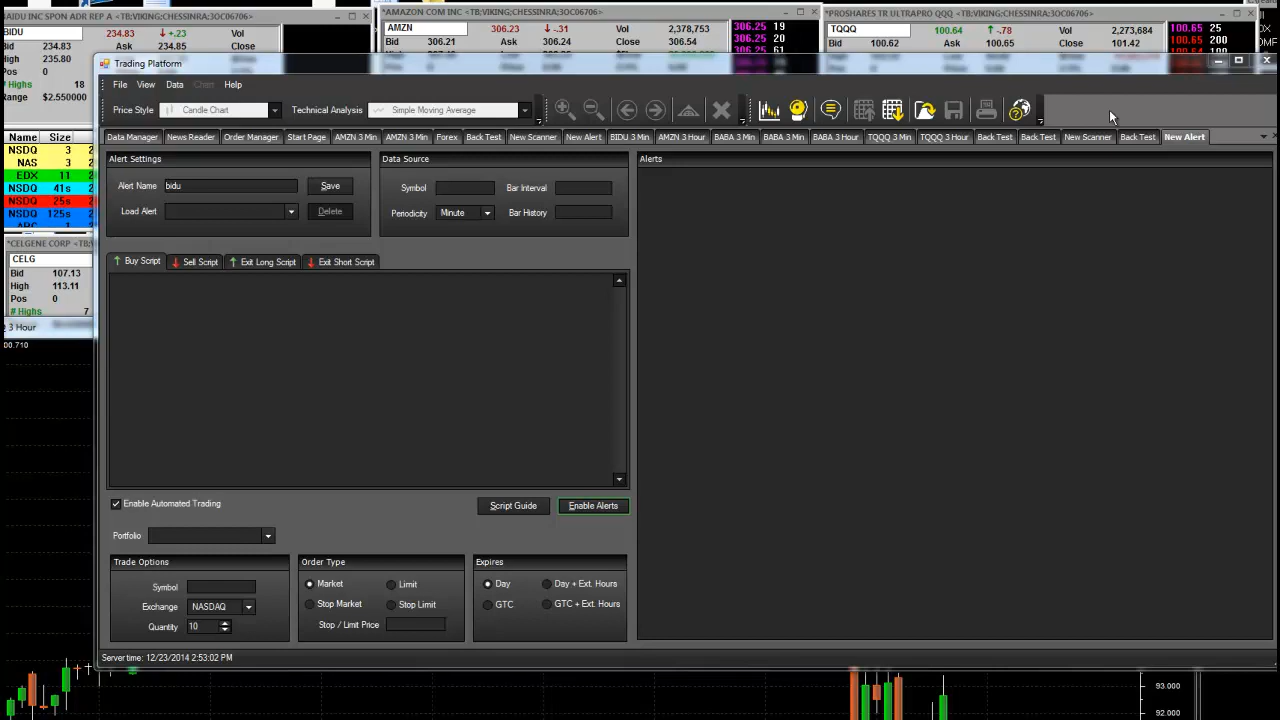 BAIDU INC SPON ADR REP A <TB:VIKING;CHESSINRA;3OC06706>
BIDU 234.83 +.23 Vol
Bid 234.83 Ask 234.85 Close
High 235.80
Pos 0
# Highs 18
Range $2.550000
*AMAZON COM INC <TB:VIKING;CHESSINRA;3OC06706>
AMZN 306.23 -.31 2,378,753
Bid 306.21 Ask 306.24 Close 306.54
306.25 19
306.25 20
306.25 61
*PROSHARES TR ULTRAPRO QQQ <TB:VIKING;CHESSINRA;3OC06706>
TQQQ 100.64 -.78 2,273,684
Bid 100.62 Ask 100.65 Close 101.42
100.65 25
100.65 200
Trading Platform
File View Data Chart Help
Price Style Candle Chart Technical Analysis Simple Moving Average
Data Manager News Reader Order Manager Start Page AMZN 3 Min AMZN 3 Min Forex Back Test New Scanner New Alert BIDU 3 Min AMZN 3 Hour BABA 3 Min BABA 3 Min BABA 3 Hour TQQQ 3 Min TQQQ 3 Hour Back Test Back Test New Scanner Back Test New Alert
Name Size
NSDQ 3
NAS 3
EDX 11
NSDQ 41s
NSDQ 25s
NSDQ 125s
*CELGENE CORP <TB:V
CELG
Bid 107.13
High 113.11
Pos 0
# Highs 7
3 Hour
00.710
Alert Settings
Alert Name bidu Save
Load Alert Delete
Data Source
Symbol Bar Interval
Periodicity Minute Bar History
Alerts
Buy Script Sell Script Exit Long Script Exit Short Script
Enable Automated Trading Script Guide Enable Alerts
Portfolio
Trade Options
Symbol
Exchange NASDAQ
Quantity 10
Order Type
Market Limit
Stop Market Stop Limit
Stop / Limit Price
Expires
Day Day + Ext. Hours
GTC GTC + Ext. Hours
Server time: 12/23/2014 2:53:02 PM
93.000
92.000